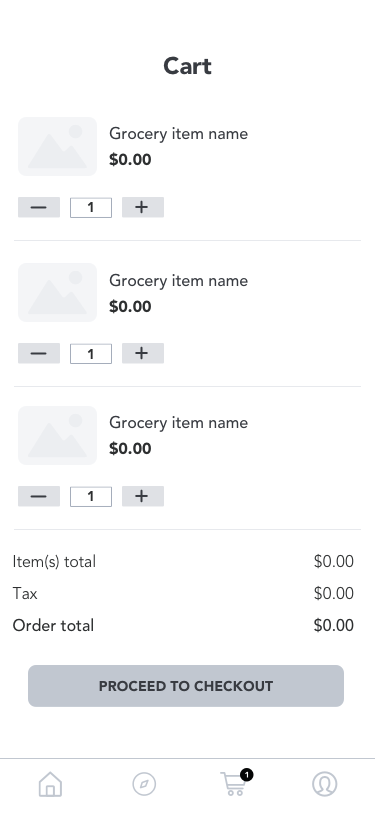 Cart
Grocery item name
$0.00
1
Grocery item name
$0.00
1
Grocery item name
$0.00
1
Item(s) total $0.00
Tax $0.00
Order total $0.00
PROCEED TO CHECKOUT
1